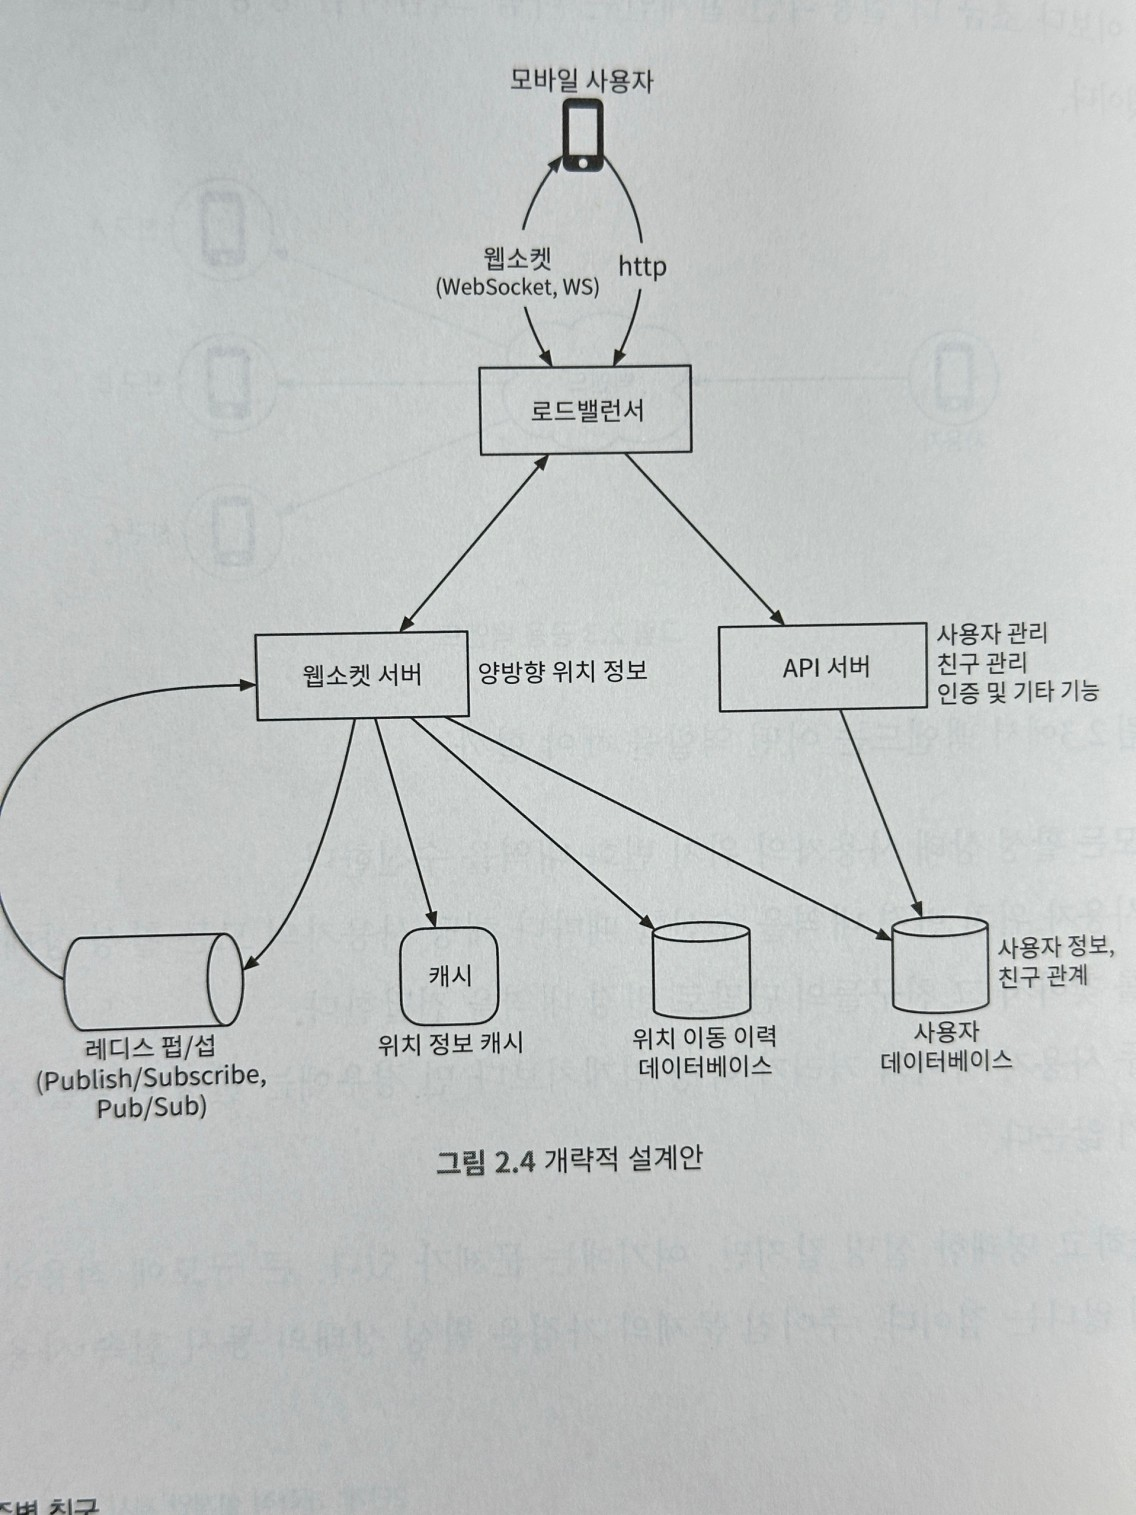 모바일 사용자
웹소켓
(WebSocket, WS)
http
로드밸런서
웹소켓 서버
양방향 위치 정보
API 서버
사용자 관리
친구 관리
인증 및 기타 기능
레디스 펍/섭
(Publish/Subscribe,
Pub/Sub)
캐시
위치 정보 캐시
위치 이동 이력
데이터베이스
사용자
데이터베이스
사용자 정보,
친구 관계
그림 2.4 개략적 설계안
친구